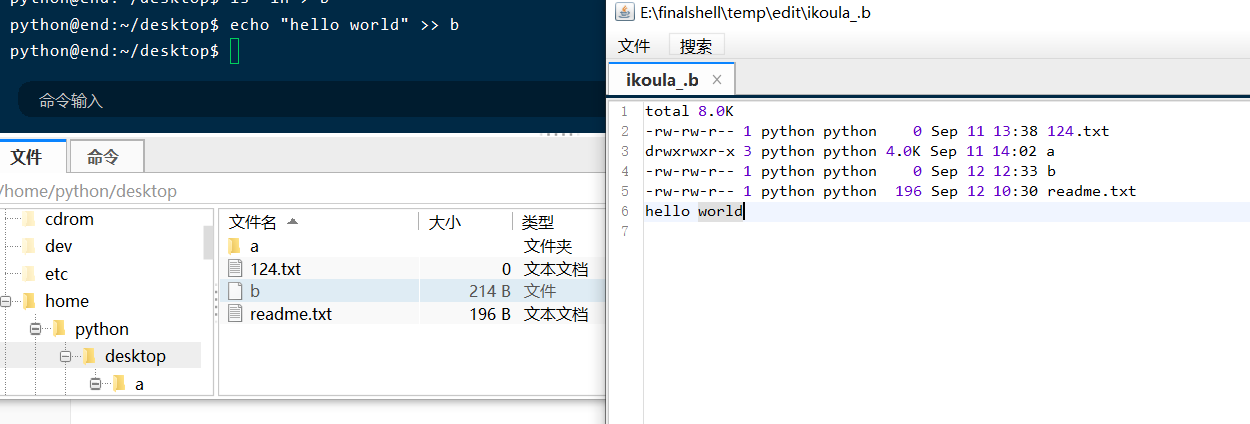 python@end:~/desktop$ echo "hello world" >> b
python@end:~/desktop$
命令输入
文件 命令
/home/python/desktop
cdrom
dev
etc
home
python
desktop
a
文件名 大小 类型
a 文件夹
124.txt 0 文本文档
b 214 B 文件
readme.txt 196 B 文本文档
E:\finalshell\temp\edit\ikoula_.b
文件 搜索
ikoula_.b ×
1 total 8.0K
2 -rw-rw-r-- 1 python python 0 Sep 11 13:38 124.txt
3 drwxrwxr-x 3 python python 4.0K Sep 11 14:02 a
4 -rw-rw-r-- 1 python python 0 Sep 12 12:33 b
5 -rw-rw-r-- 1 python python 196 Sep 12 10:30 readme.txt
6 hello world
7